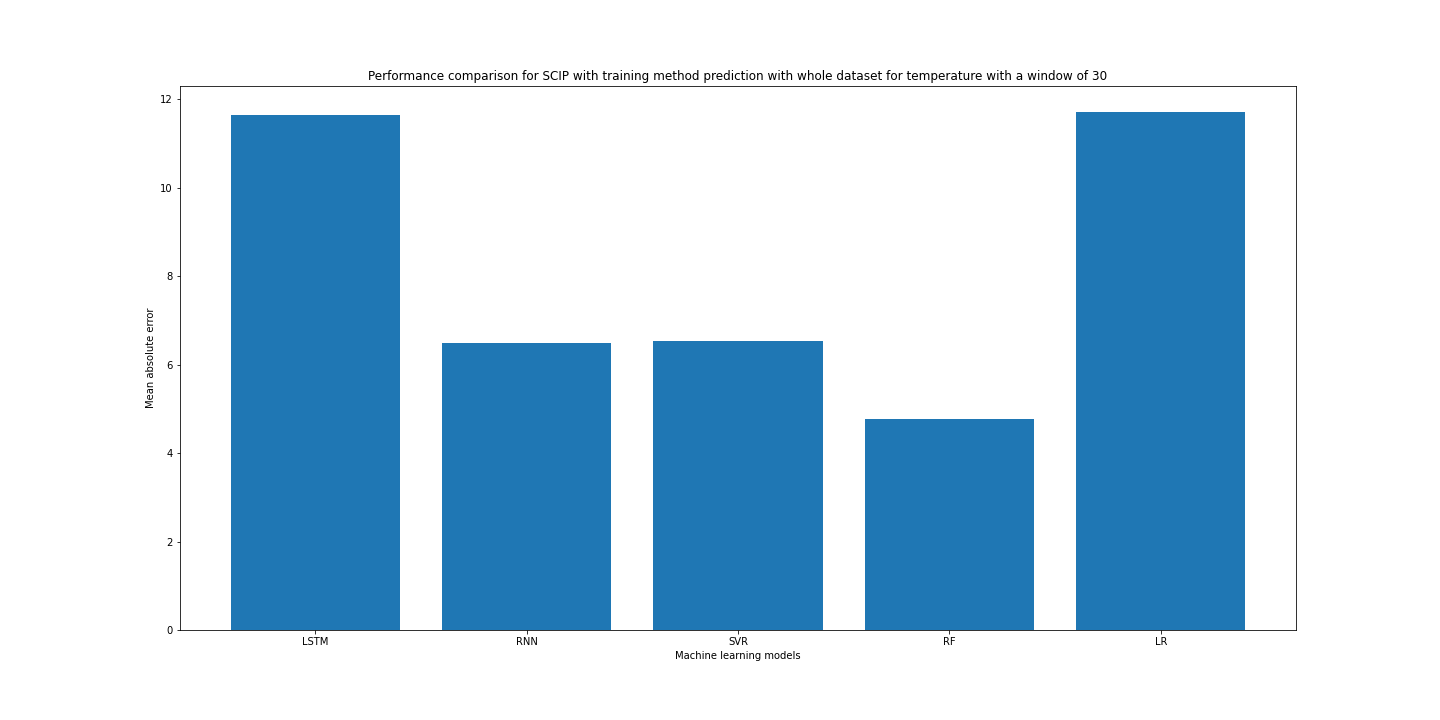 Performance comparison for SCIP with training method prediction with whole dataset for temperature with a window of 30
12
10
8
6
4
2
0
Mean absolute error
LSTM RNN SVR RF LR
Machine learning models